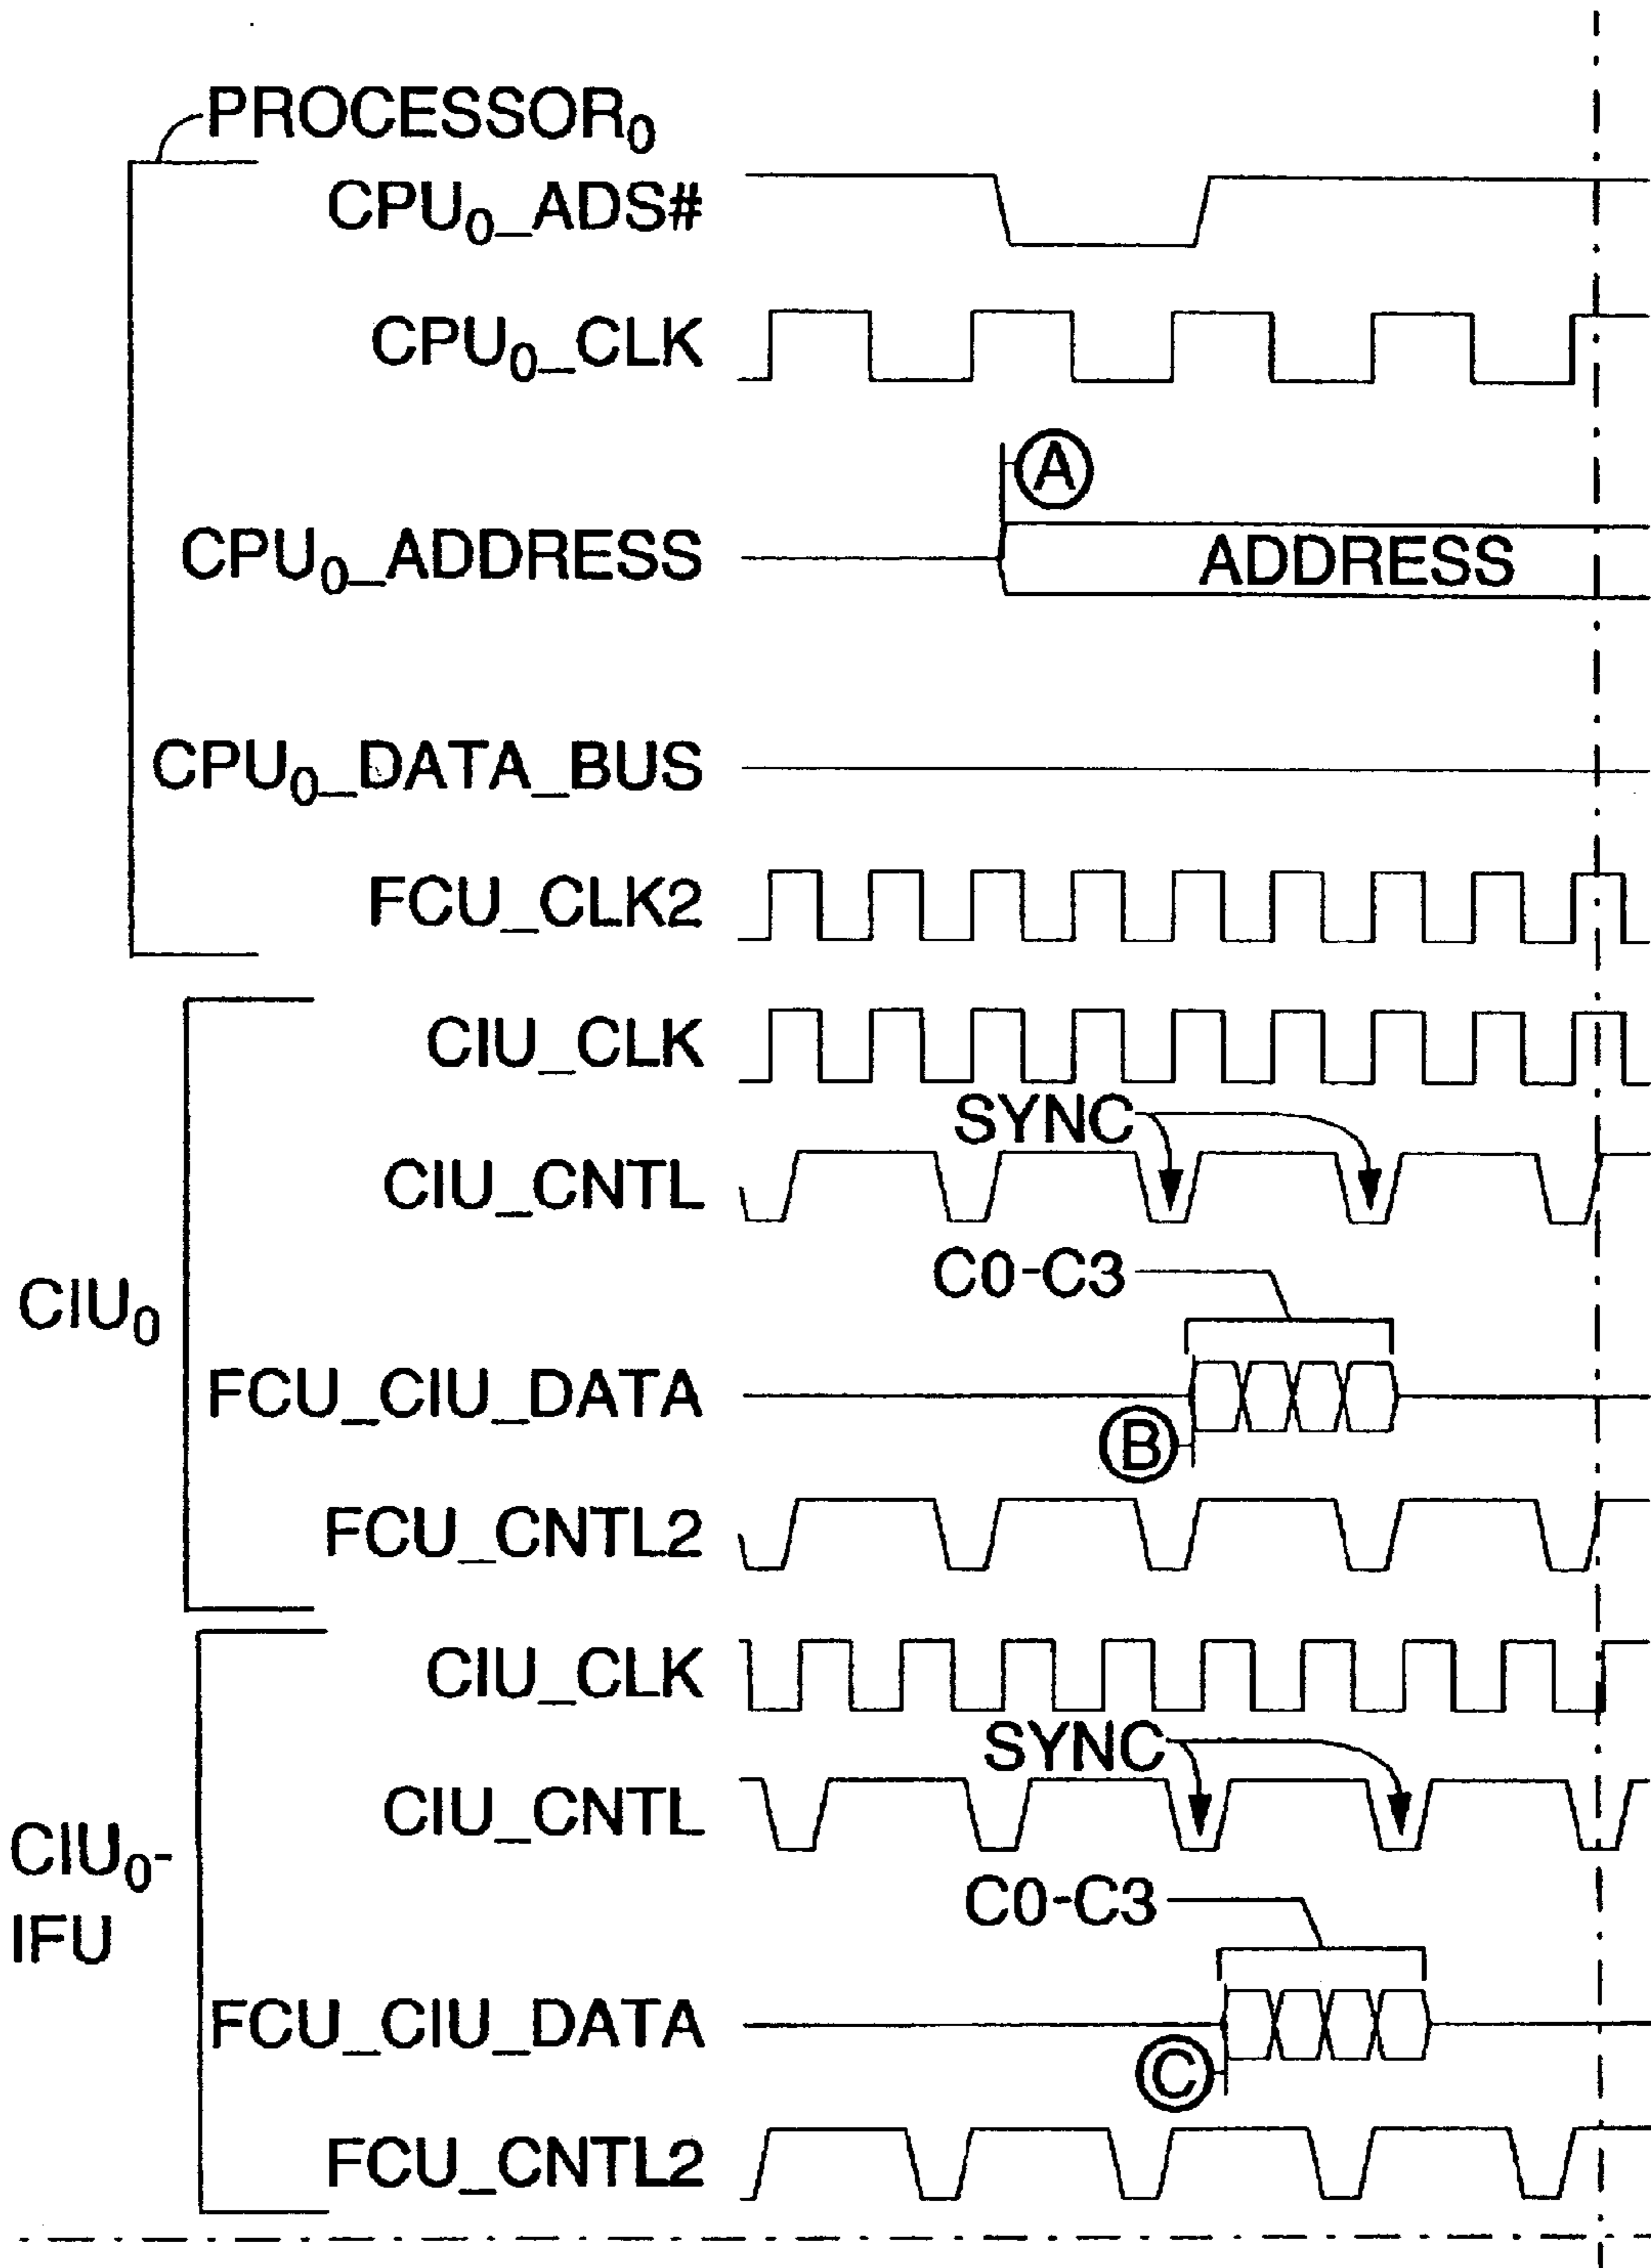 PROCESSOR₀
CPU₀_ADS#
CPU₀_CLK
A
CPU₀_ADDRESS
ADDRESS
CPU₀_DATA_BUS
FCU_CLK2
CIU_CLK
SYNC
CIU_CNTL
C0-C3
CIU₀
FCU_CIU_DATA
B
FCU_CNTL2
CIU_CLK
SYNC
CIU_CNTL
CIU₀-
IFU
C0-C3
FCU_CIU_DATA
C
FCU_CNTL2